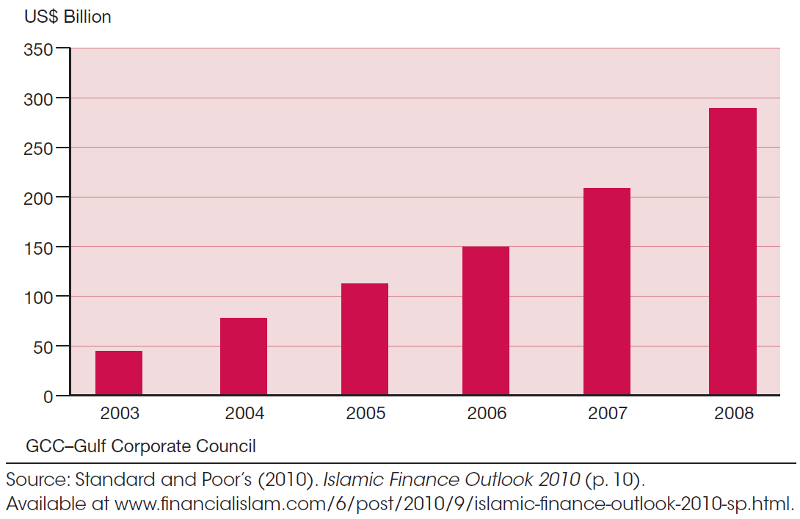 US$ Billion
350
300
250
200
150
100
50
0
2003 2004 2005 2006 2007 2008
GCC–Gulf Corporate Council
Source: Standard and Poor's (2010). Islamic Finance Outlook 2010 (p. 10).
Available at www.financialislam.com/6/post/2010/9/islamic-finance-outlook-2010-sp.html.